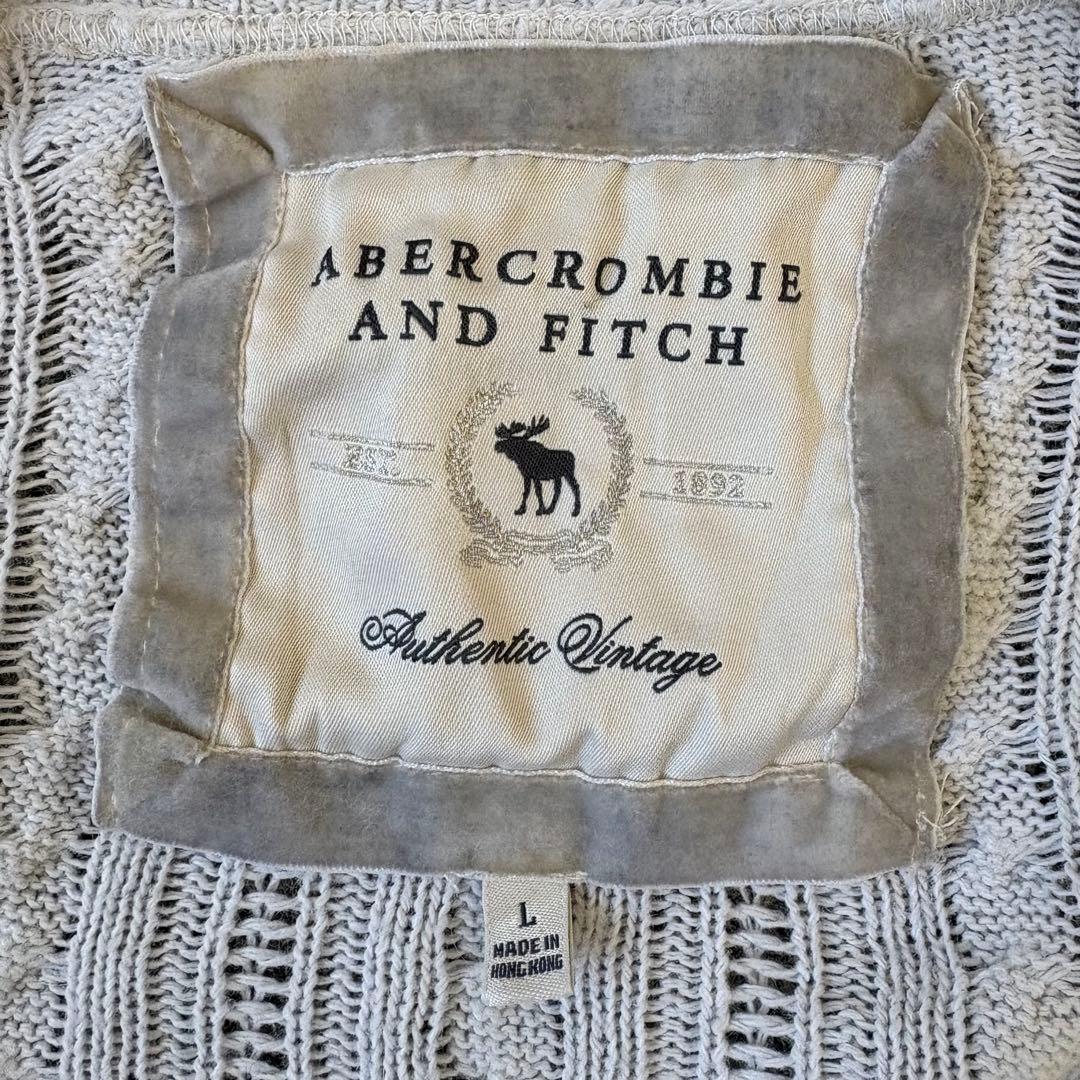 ABERCROMBIE
AND FITCH
EST. 1892
Authentic Vintage
L
MADE IN
HONG KONG